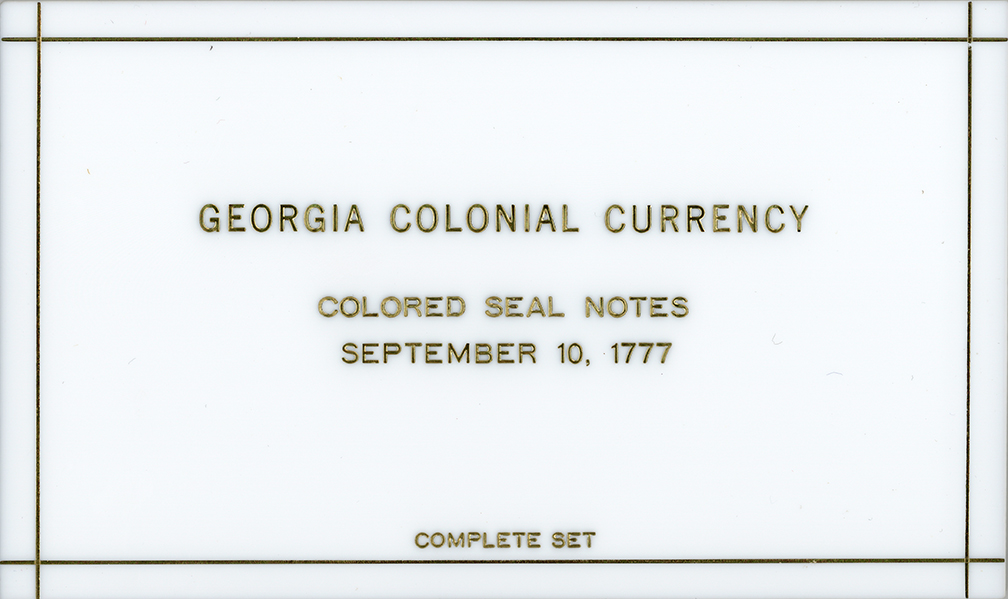 GEORGIA COLONIAL CURRENCY
COLORED SEAL NOTES
SEPTEMBER 10, 1777
COMPLETE SET